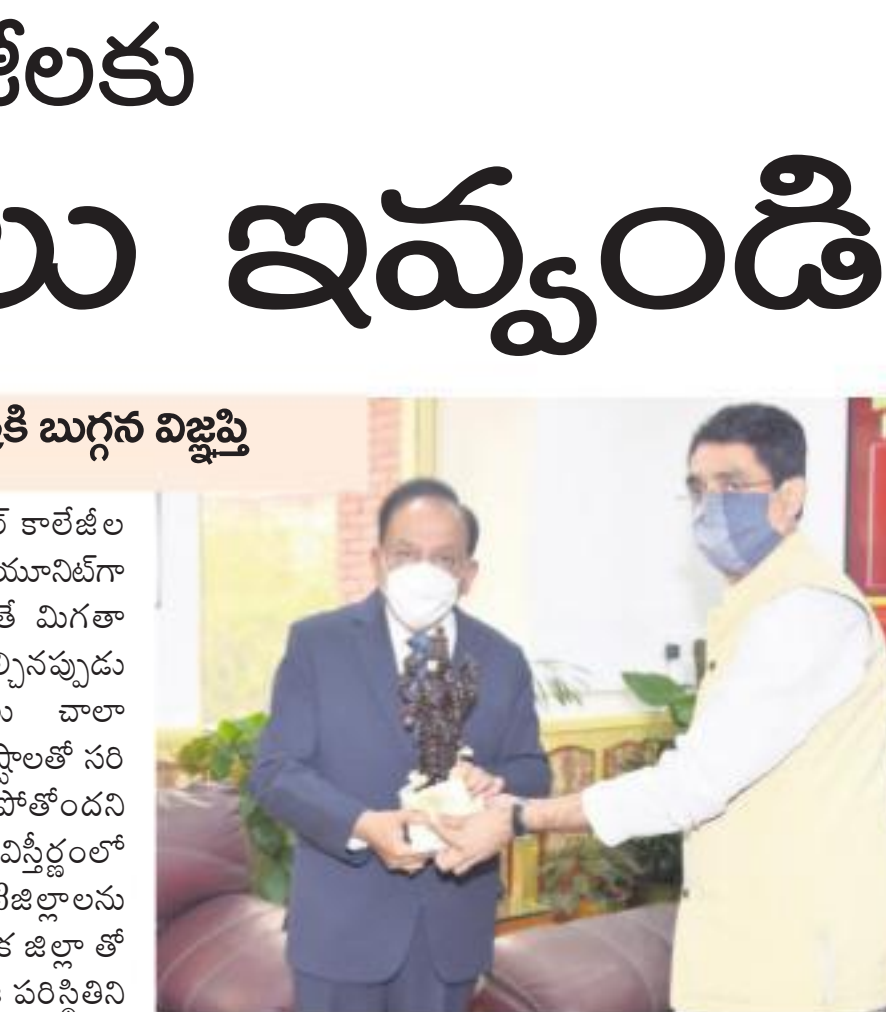 జీలకు
లు ఇవ్వండి
కి బుగ్గన విజ్ఞప్తి
ల్ కాలేజీల
యూనిట్‌గా
తే మిగతా
ల్చినప్పుడు
చాలా
ష్ట్రాలతో సరి
పోతోందని
విస్తీర్ణంలో
జిల్లాలను
క జిల్లా తో
పరిస్థితిని